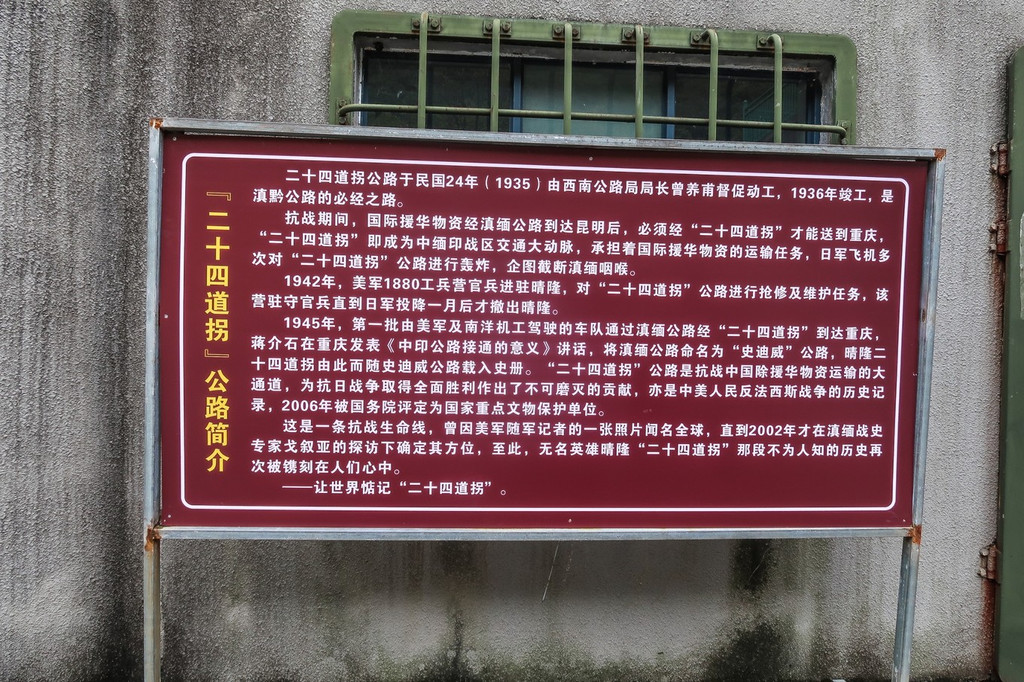 『二十四道拐』公路简介
二十四道拐公路于民国24年（1935）由西南公路局局长曾养甫督促动工，1936年竣工，是
滇黔公路的必经之路。
抗战期间，国际援华物资经滇缅公路到达昆明后，必须经“二十四道拐”才能送到重庆，
“二十四道拐”即成为中缅印战区交通大动脉，承担着国际援华物资的运输任务，日军飞机多
次对“二十四道拐”公路进行轰炸，企图截断滇缅咽喉。
1942年，美军1880工兵营官兵进驻晴隆，对“二十四道拐”公路进行抢修及维护任务，该
营驻守官兵直到日军投降一月后才撤出晴隆。
1945年，第一批由美军及南洋机工驾驶的车队通过滇缅公路经“二十四道拐”到达重庆，
蒋介石在重庆发表《中印公路接通的意义》讲话，将滇缅公路命名为“史迪威”公路，晴隆二
十四道拐由此而随史迪威公路载入史册。“二十四道拐”公路是抗战中国际援华物资运输的大
通道，为抗日战争取得全面胜利作出了不可磨灭的贡献，亦是中美人民反法西斯战争的历史记
录，2006年被国务院评定为国家重点文物保护单位。
这是一条抗战生命线，曾因美军随军记者的一张照片闻名全球，直到2002年才在滇缅战史
专家戈叙亚的探访下确定其方位，至此，无名英雄晴隆“二十四道拐”那段不为人知的历史再
次被镌刻在人们心中。
——让世界惦记“二十四道拐”。